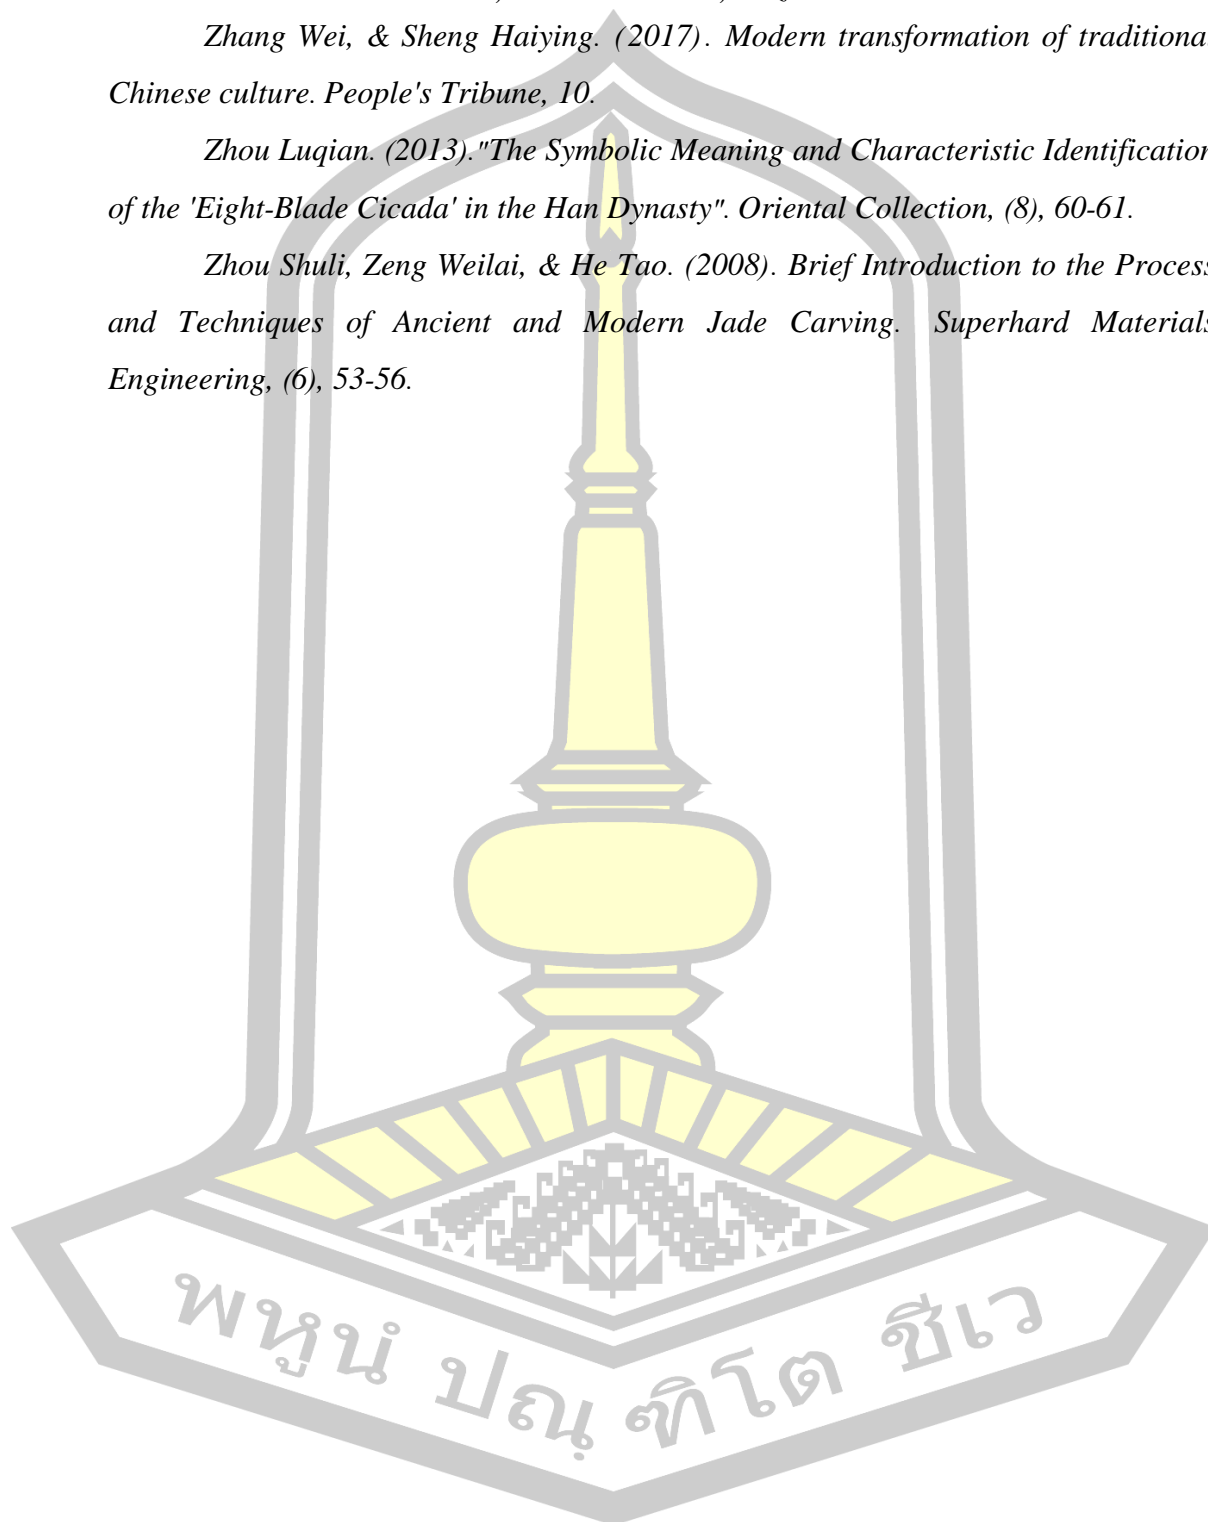 Zhang Wei, & Sheng Haiying. (2017). Modern transformation of traditional
Chinese culture. People's Tribune, 10.
Zhou Luqian. (2013)."The Symbolic Meaning and Characteristic Identification
of the 'Eight-Blade Cicada' in the Han Dynasty". Oriental Collection, (8), 60-61.
Zhou Shuli, Zeng Weilai, & He Tao. (2008). Brief Introduction to the Process
and Techniques of Ancient and Modern Jade Carving. Superhard Materials
Engineering, (6), 53-56.
พหูนํ ปณฺฑิโต ชีเว